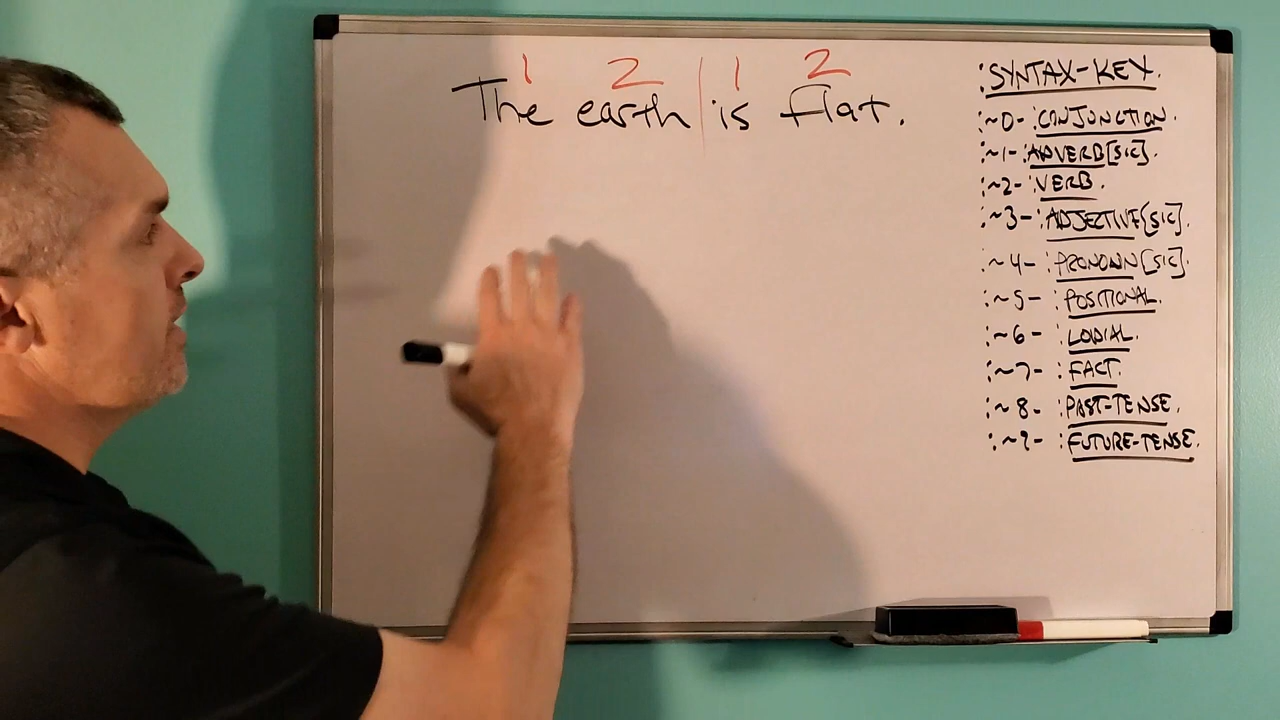 1 2 | 1 2
The earth is flat.
:SYNTAX-KEY.
:~0- :CONJUNCTION.
:~1- :ADVERB[SIC].
:~2- :VERB.
:~3- :ADJECTIVE[SIC].
:~4- :PRONOUN[SIC].
:~5- :POSITIONAL.
:~6- :LODIAL.
:~7- :FACT.
:~8- :PAST-TENSE.
:~9- :FUTURE-TENSE.